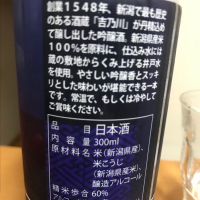 創業1548年、新潟で最も歴史
のある酒蔵「吉乃川」が丹精込め
て醸し出した吟醸酒。新潟県産米
100%を原料に、仕込み水には
蔵の敷地からくみ上げる井戸水
を使用。やさしい吟醸香とスッキ
リとした味わいが堪能できる一本
です。常温で、もしくは冷やして
ご賞味ください。
品目 日本酒
内容量 300ml
原材料名 米(新潟県産)、
米こうじ
(新潟県産米)、
醸造アルコール
精米歩合 60%